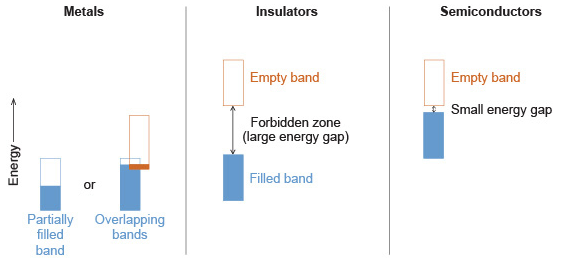 Metals
Insulators
Semiconductors
Energy
or
Partially
filled
band
Overlapping
bands
Empty band
Forbidden zone
(large energy gap)
Filled band
Empty band
Small energy gap